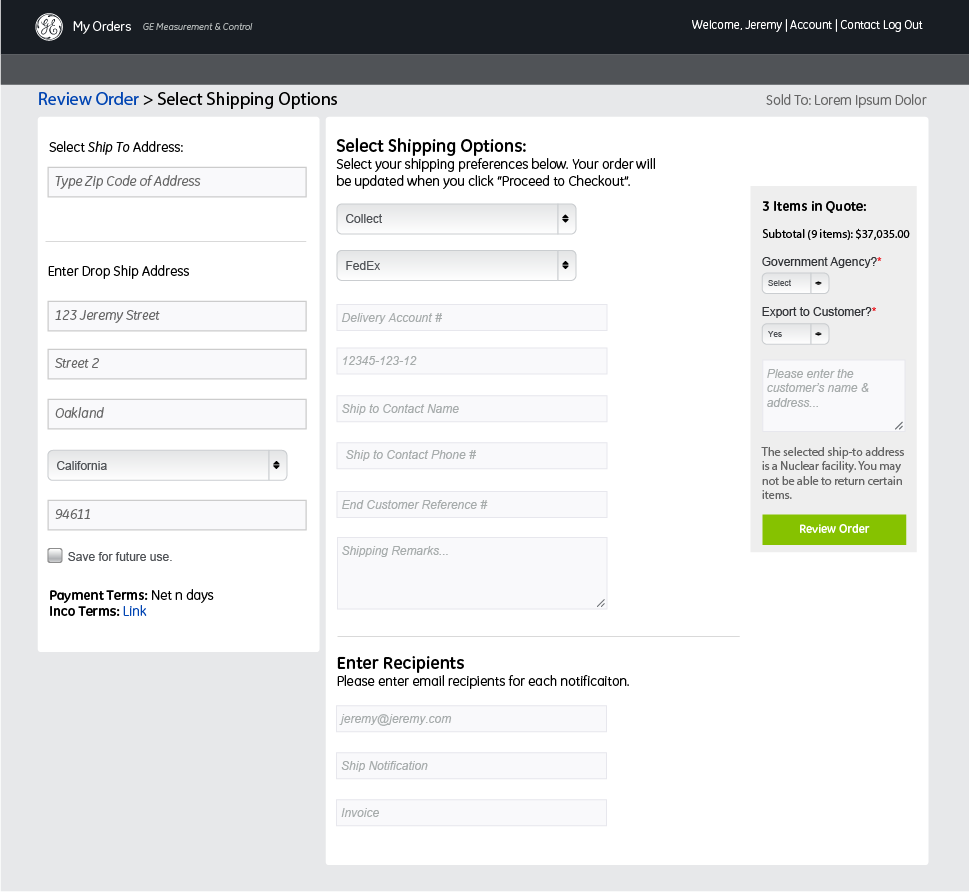 GE My Orders GE Measurement & Control
Welcome, Jeremy | Account | Contact Log Out
Review Order > Select Shipping Options
Sold To: Lorem Ipsum Dolor
Select Ship To Address:
Type Zip Code of Address
Enter Drop Ship Address
123 Jeremy Street
Street 2
Oakland
California
94611
Save for future use.
Payment Terms: Net n days
Inco Terms: Link
Select Shipping Options:
Select your shipping preferences below. Your order will
be updated when you click "Proceed to Checkout".
Collect
FedEx
Delivery Account #
12345-123-12
Ship to Contact Name
Ship to Contact Phone #
End Customer Reference #
Shipping Remarks...
Enter Recipients
Please enter email recipients for each notificaiton.
jeremy@jeremy.com
Ship Notification
Invoice
3 Items in Quote:
Subtotal (9 items): $37,035.00
Government Agency?*
Select
Export to Customer?*
Yes
Please enter the
customer's name &
address...
The selected ship-to address
is a Nuclear facility. You may
not be able to return certain
items.
Review Order